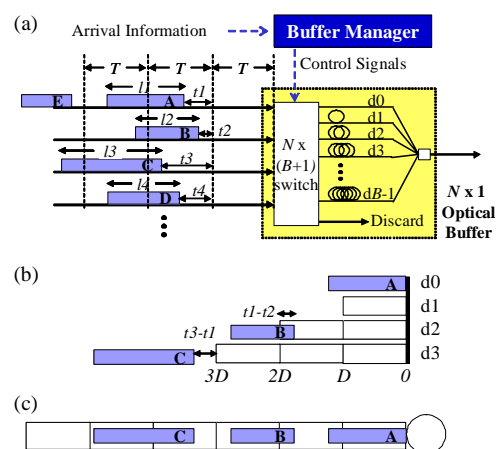 (a)
Arrival Information
Buffer Manager
Control Signals
T
T
T
E
l1
A
t1
l2
B
t2
l3
C
t3
l4
D
t4
N x
(B+1)
switch
d0
d1
d2
d3
dB-1
Discard
N x 1
Optical
Buffer
(b)
A
d0
d1
t1-t2
B
d2
t3-t1
C
d3
3D
2D
D
0
(c)
C
B
A